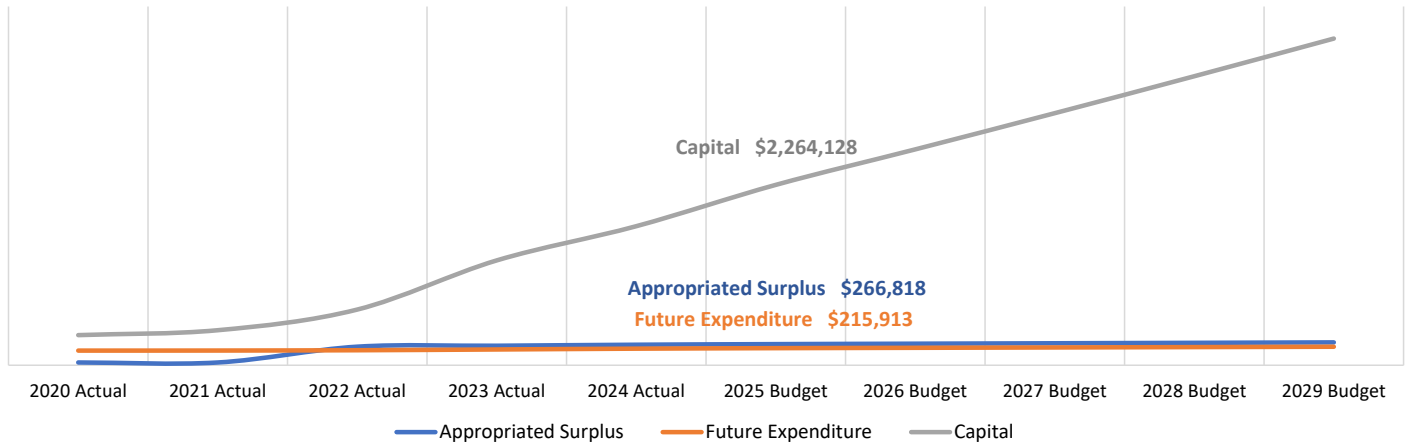 Capital $2,264,128
Appropriated Surplus $266,818
Future Expenditure $215,913
2020 Actual 2021 Actual 2022 Actual 2023 Actual 2024 Actual 2025 Budget 2026 Budget 2027 Budget 2028 Budget 2029 Budget
Appropriated Surplus Future Expenditure Capital